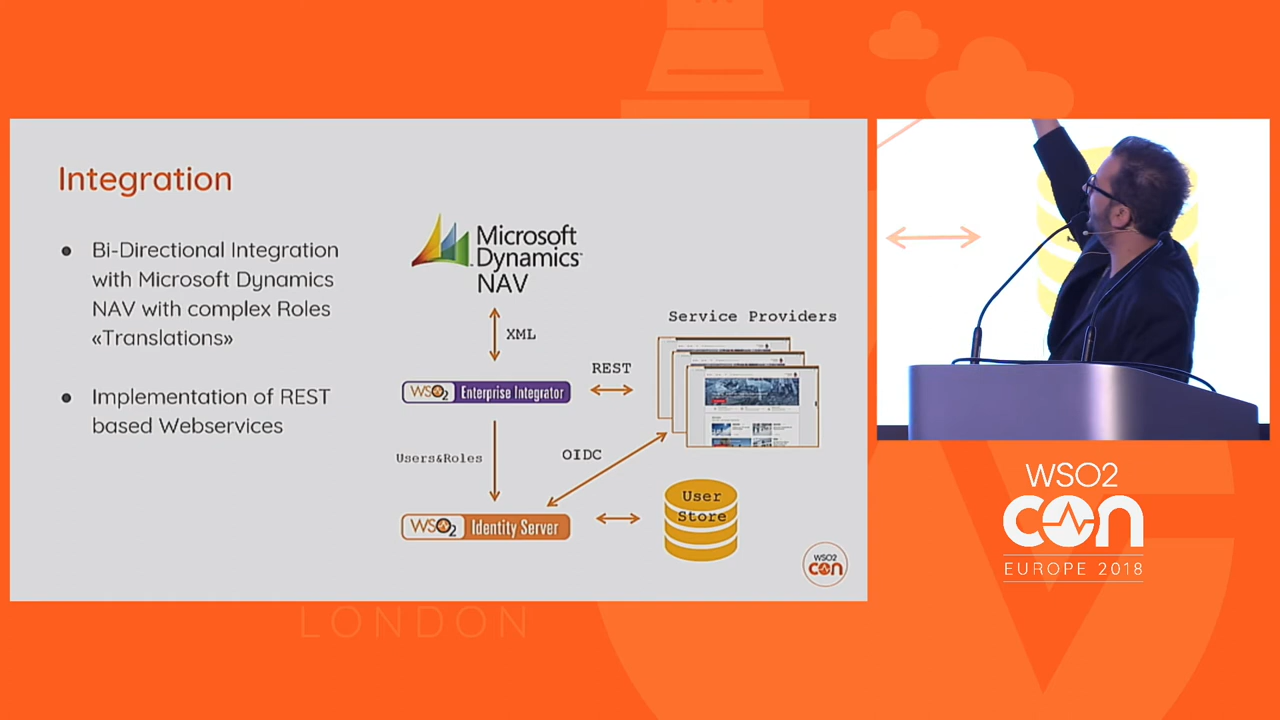 Integration
● Bi-Directional Integration
with Microsoft Dynamics
NAV with complex Roles
«Translations»
● Implementation of REST
based Webservices
Microsoft
Dynamics
NAV
XML
Service Providers
REST
WSO2 Enterprise Integrator
Users&Roles
OIDC
User
Store
WSO2 Identity Server
WSO2
CON
WSO2
CON
EUROPE 2018
LONDON